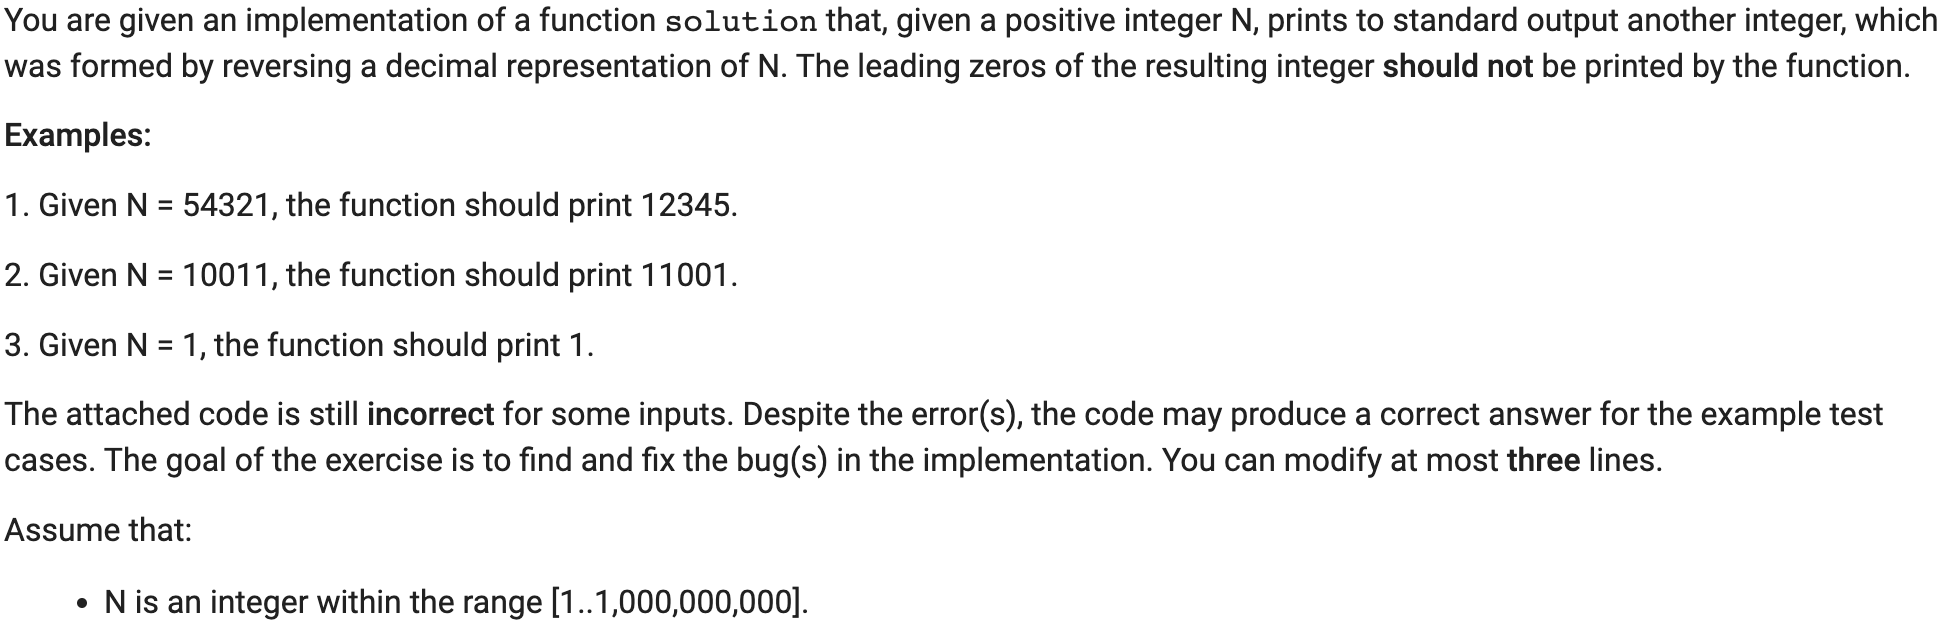 You are given an implementation of a function solution that, given a positive integer N, prints to standard output another integer, which
was formed by reversing a decimal representation of N. The leading zeros of the resulting integer should not be printed by the function.
Examples:
1. Given N = 54321, the function should print 12345.
2. Given N = 10011, the function should print 11001.
3. Given N = 1, the function should print 1.
The attached code is still incorrect for some inputs. Despite the error(s), the code may produce a correct answer for the example test
cases. The goal of the exercise is to find and fix the bug(s) in the implementation. You can modify at most three lines.
Assume that:
• N is an integer within the range [1..1,000,000,000].